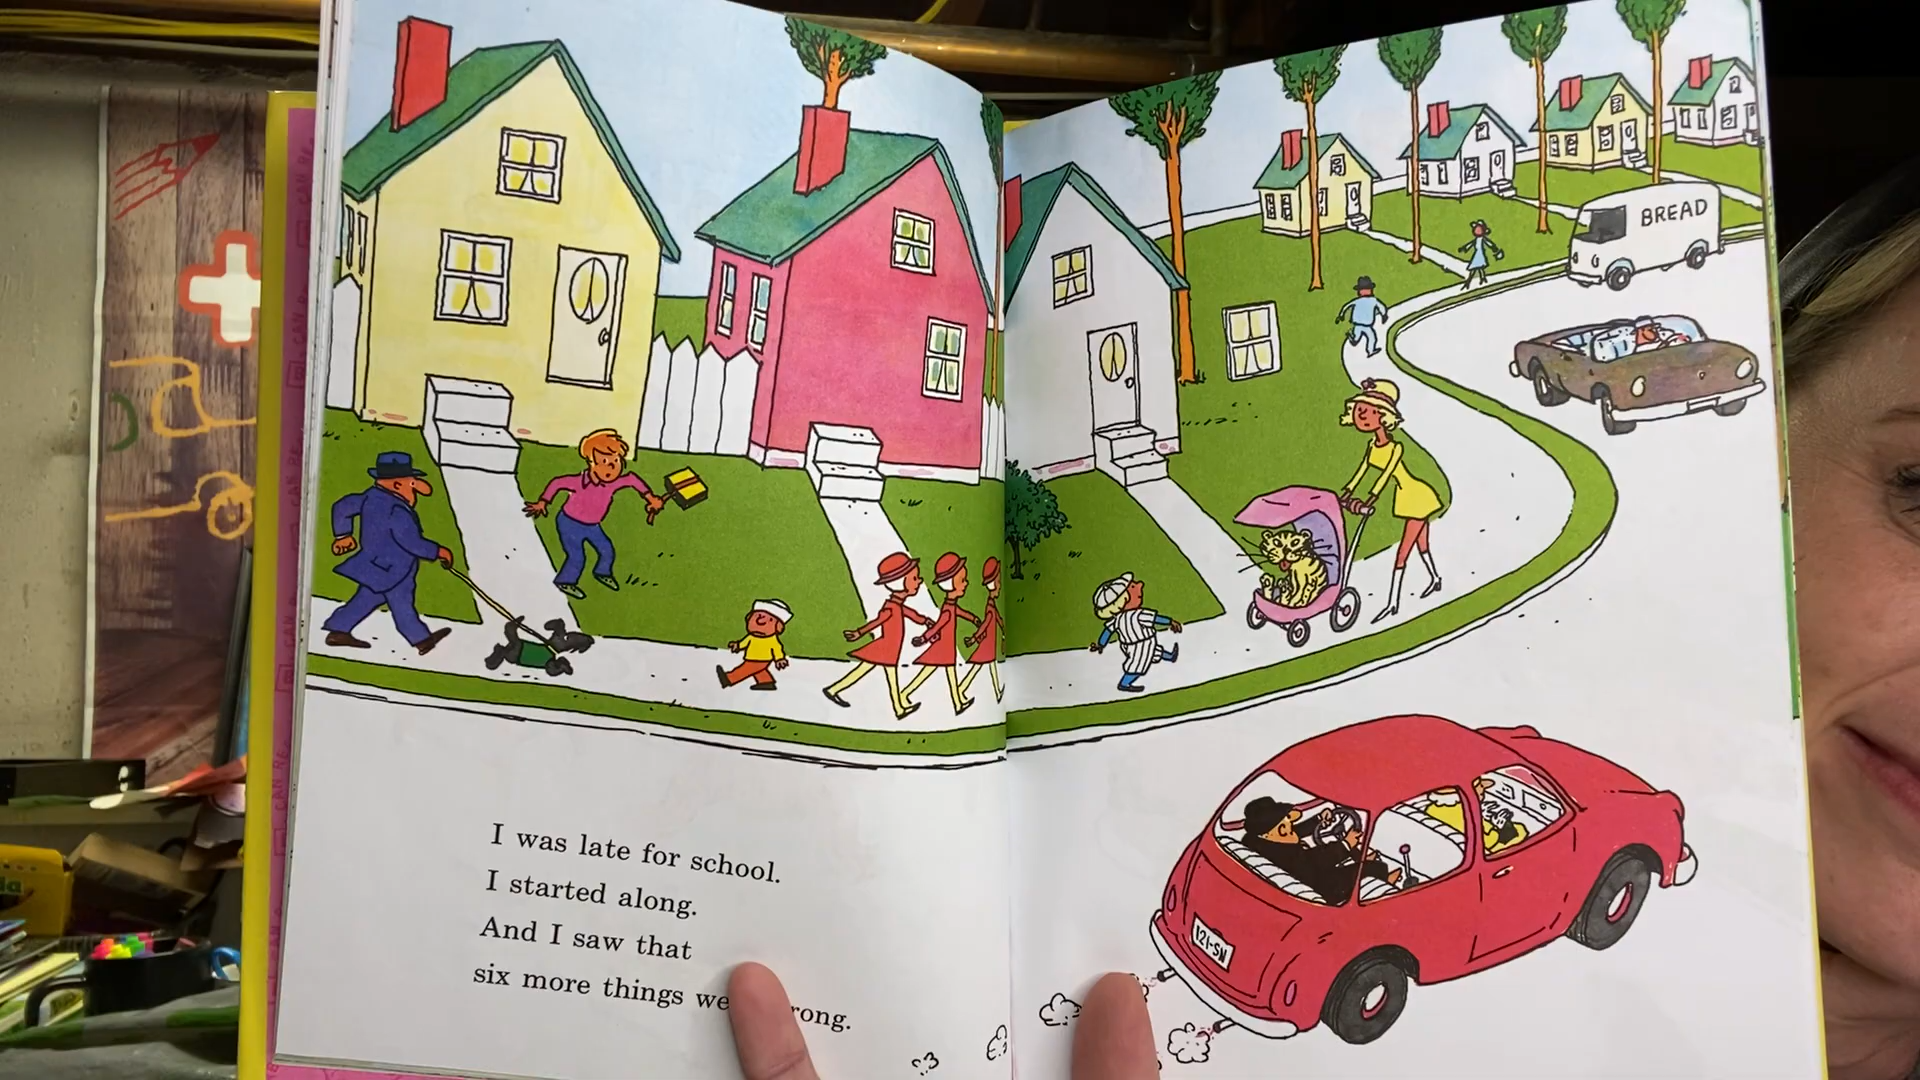 BREAD
I was late for school.
I started along.
And I saw that
six more things we rong.
121-SN